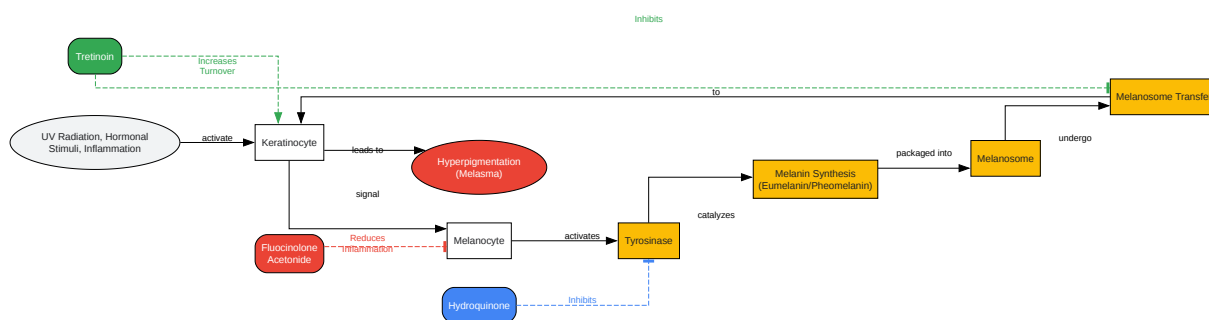 Inhibits
Tretinoin
Increases
Turnover
to
Melanosome Transfer
UV Radiation, Hormonal
Stimuli, Inflammation
activate
Keratinocyte
leads to
Hyperpigmentation
(Melasma)
signal
Melanin Synthesis
(Eumelanin/Pheomelanin)
packaged into
Melanosome
undergo
catalyzes
Fluocinolone
Acetonide
Reduces
Inflammation
Melanocyte
activates
Tyrosinase
Hydroquinone
Inhibits